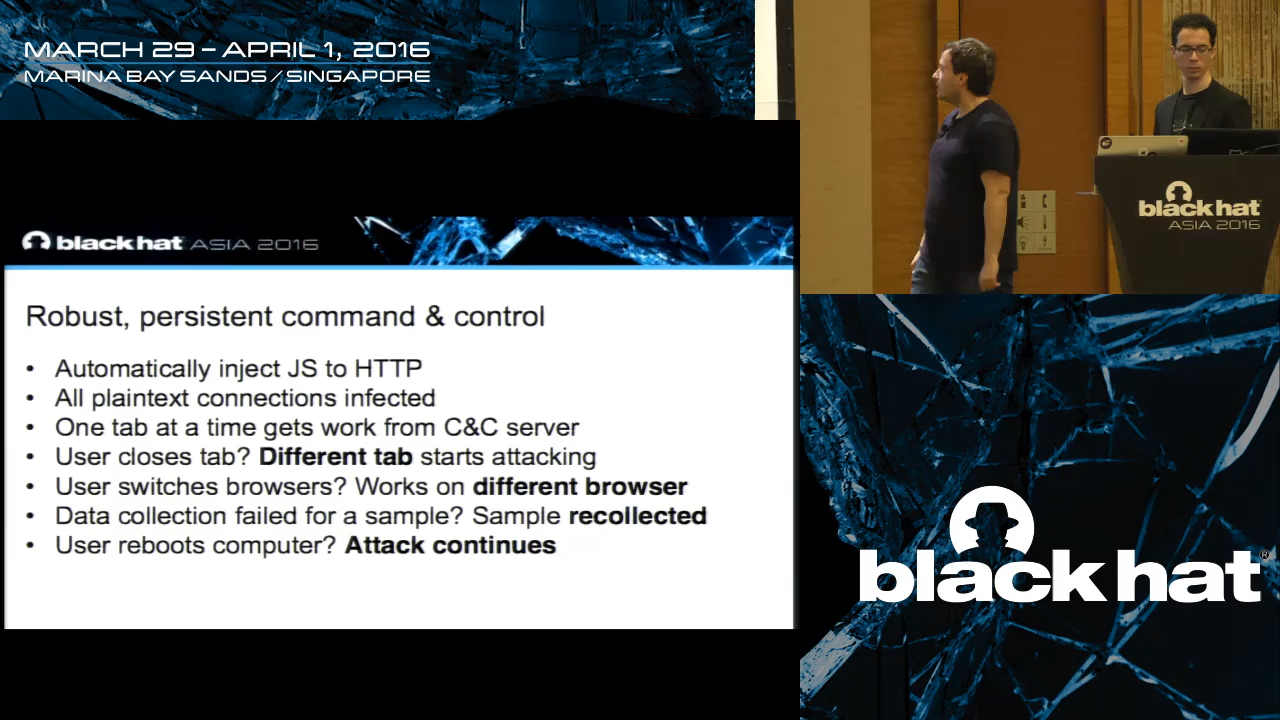 MARCH 29 – APRIL 1, 2016
MARINA BAY SANDS / SINGAPORE
black hat
ASIA 2016
black hat ASIA 2016
Robust, persistent command & control
• Automatically inject JS to HTTP
• All plaintext connections infected
• One tab at a time gets work from C&C server
• User closes tab? Different tab starts attacking
• User switches browsers? Works on different browser
• Data collection failed for a sample? Sample recollected
• User reboots computer? Attack continues
black hat®